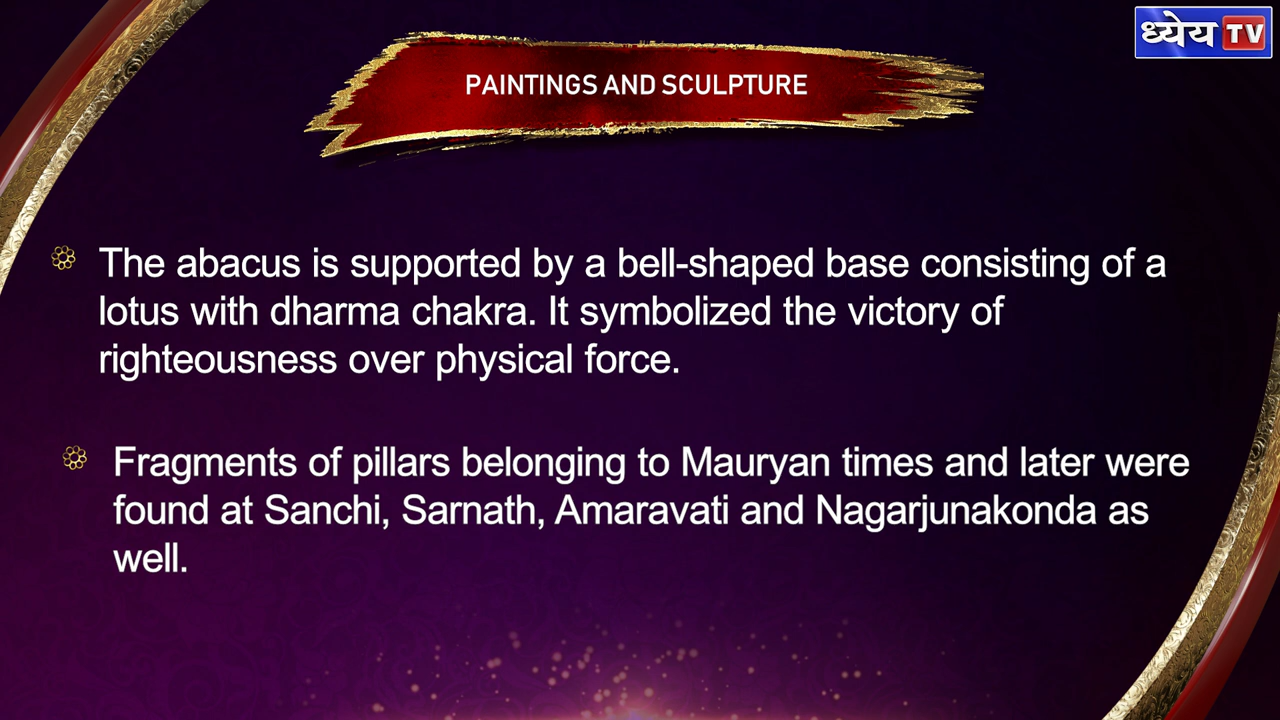 ध्येय TV
PAINTINGS AND SCULPTURE
The abacus is supported by a bell-shaped base consisting of a
lotus with dharma chakra. It symbolized the victory of
righteousness over physical force.
Fragments of pillars belonging to Mauryan times and later were
found at Sanchi, Sarnath, Amaravati and Nagarjunakonda as
well.